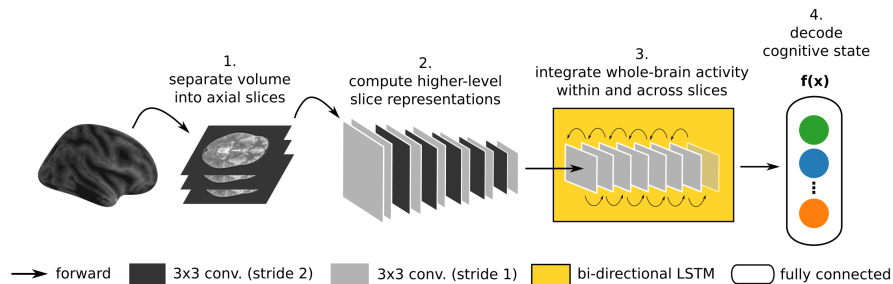 1.
separate volume
into axial slices
2.
compute higher-level
slice representations
3.
integrate whole-brain activity
within and across slices
4.
decode
cognitive state
f(x)
forward
3x3 conv. (stride 2)
3x3 conv. (stride 1)
bi-directional LSTM
fully connected